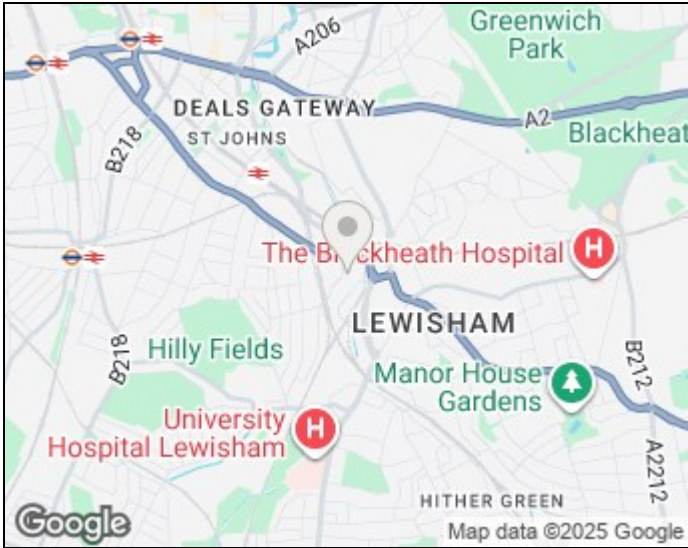 A206
Greenwich
Park
DEALS GATEWAY
A2
ST JOHNS
Blackheat
B218
The Blackheath Hospital
H
LEWISHAM
Hilly Fields
B218
B212
Manor House
Gardens
University
Hospital Lewisham
H
A2212
HITHER GREEN
Google
Map data ©2025 Google